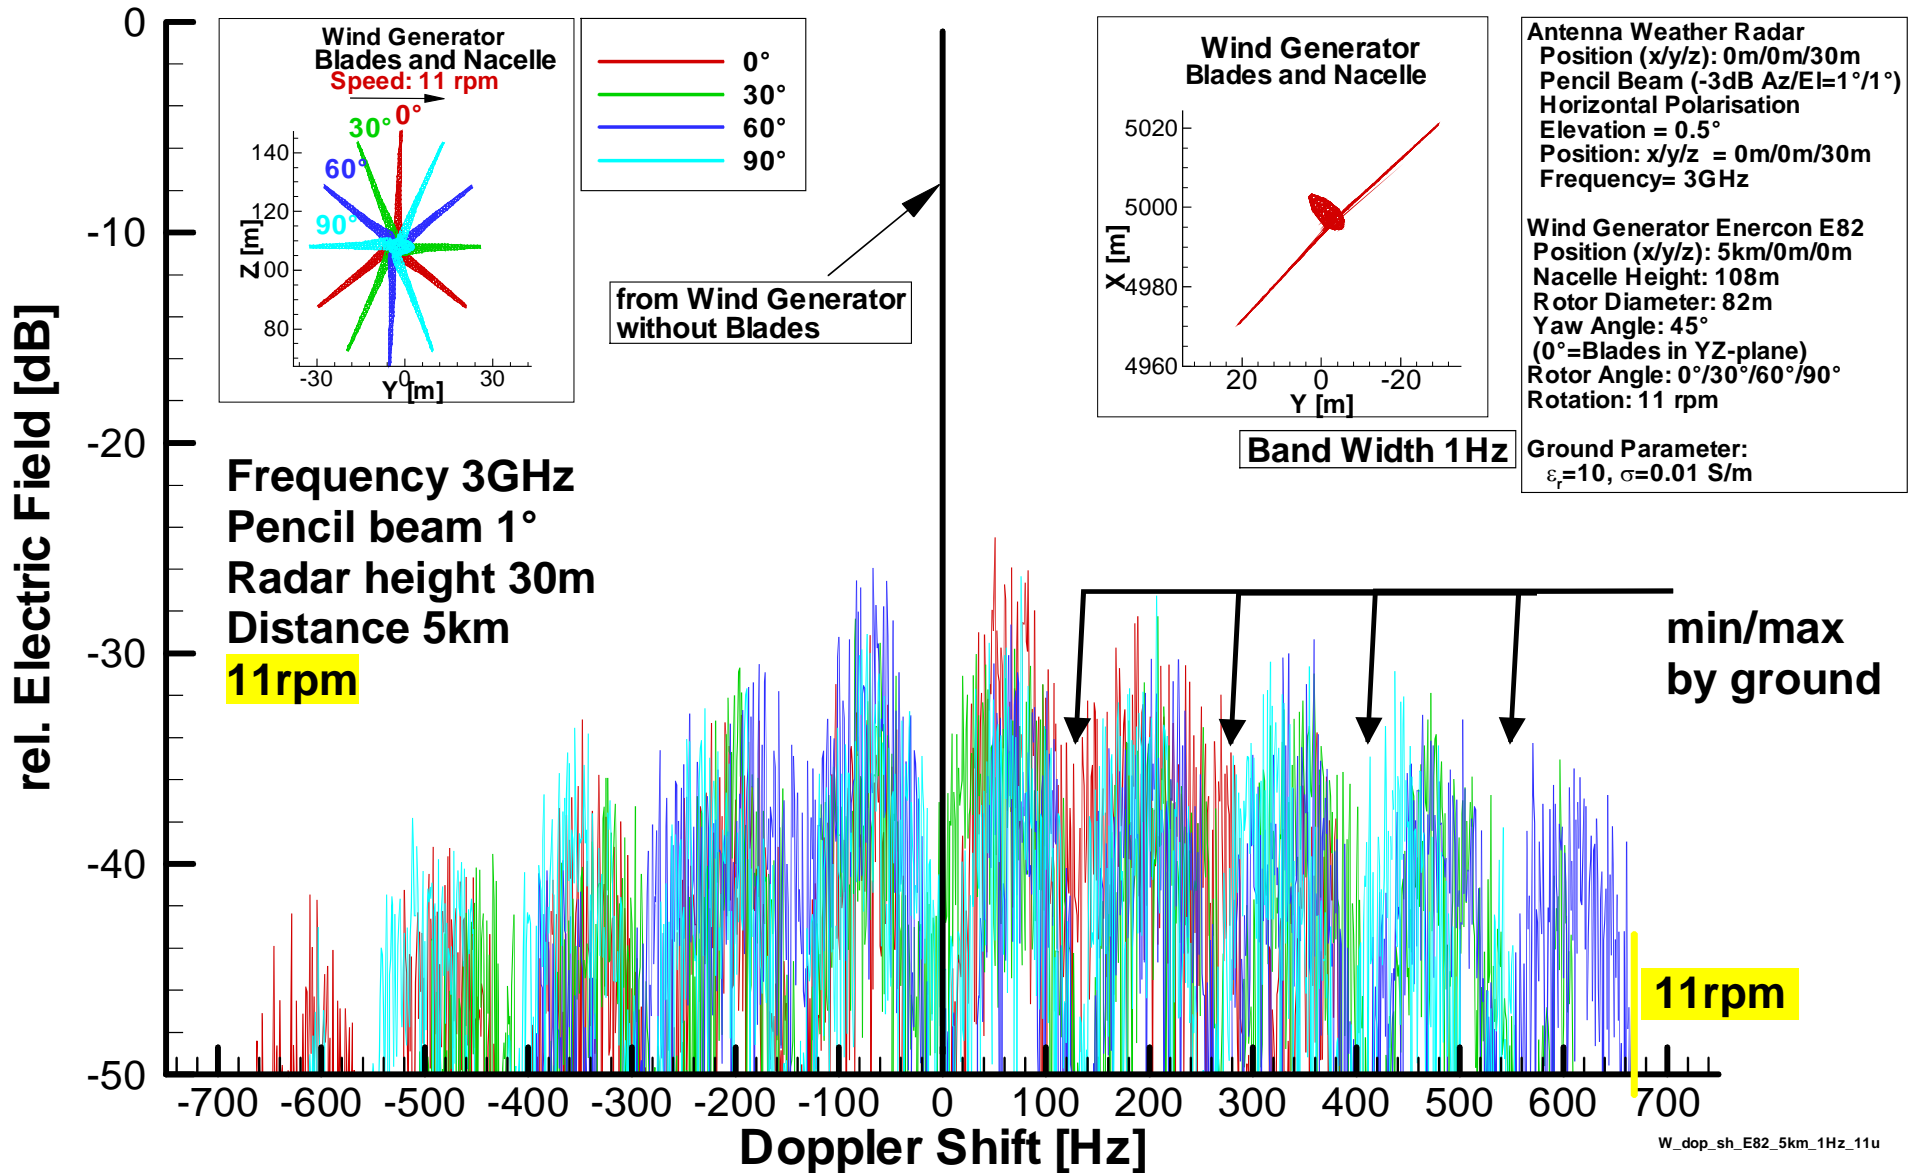 Wind Generator
Blades and Nacelle
Speed: 11 rpm
0°
30°
60°
90°
140
120
100
80
Z [m]
-30
0
30
Y [m]
0°
30°
60°
90°
from Wind Generator
without Blades
Wind Generator
Blades and Nacelle
5020
5000
4980
4960
X [m]
20
0
-20
Y [m]
Band Width 1Hz
Antenna Weather Radar
Position (x/y/z): 0m/0m/30m
Pencil Beam (-3dB Az/El=1°/1°)
Horizontal Polarisation
Elevation = 0.5°
Position: x/y/z = 0m/0m/30m
Frequency= 3GHz
Wind Generator Enercon E82
Position (x/y/z): 5km/0m/0m
Nacelle Height: 108m
Rotor Diameter: 82m
Yaw Angle: 45°
(0°=Blades in YZ-plane)
Rotor Angle: 0°/30°/60°/90°
Rotation: 11 rpm
Ground Parameter:
εr=10, σ=0.01 S/m
Frequency 3GHz
Pencil beam 1°
Radar height 30m
Distance 5km
11rpm
min/max
by ground
11rpm
rel. Electric Field [dB]
0
-10
-20
-30
-40
-50
-700
-600
-500
-400
-300
-200
-100
0
100
200
300
400
500
600
700
Doppler Shift [Hz]
W_dop_sh_E82_5km_1Hz_11u